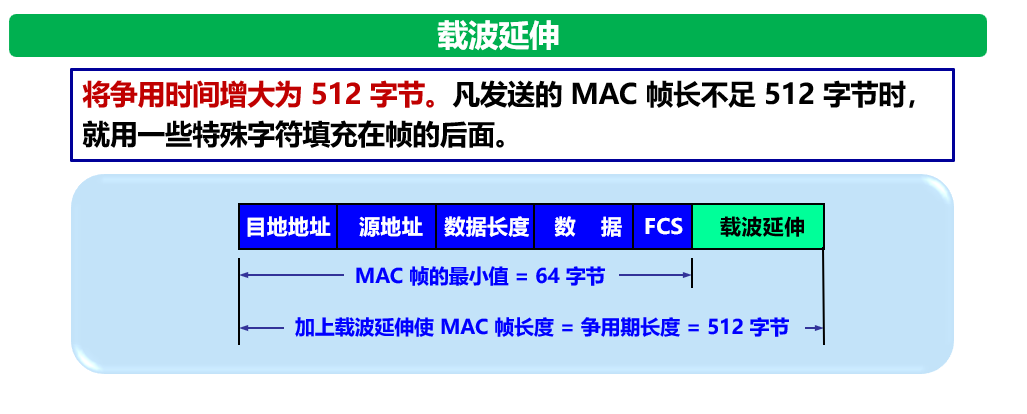 载波延伸
将争用时间增大为 512 字节。凡发送的 MAC 帧长不足 512 字节时，
就用一些特殊字符填充在帧的后面。
目地地址 源地址 数据长度 数 据 FCS 载波延伸
MAC 帧的最小值 = 64 字节
加上载波延伸使 MAC 帧长度 = 争用期长度 = 512 字节